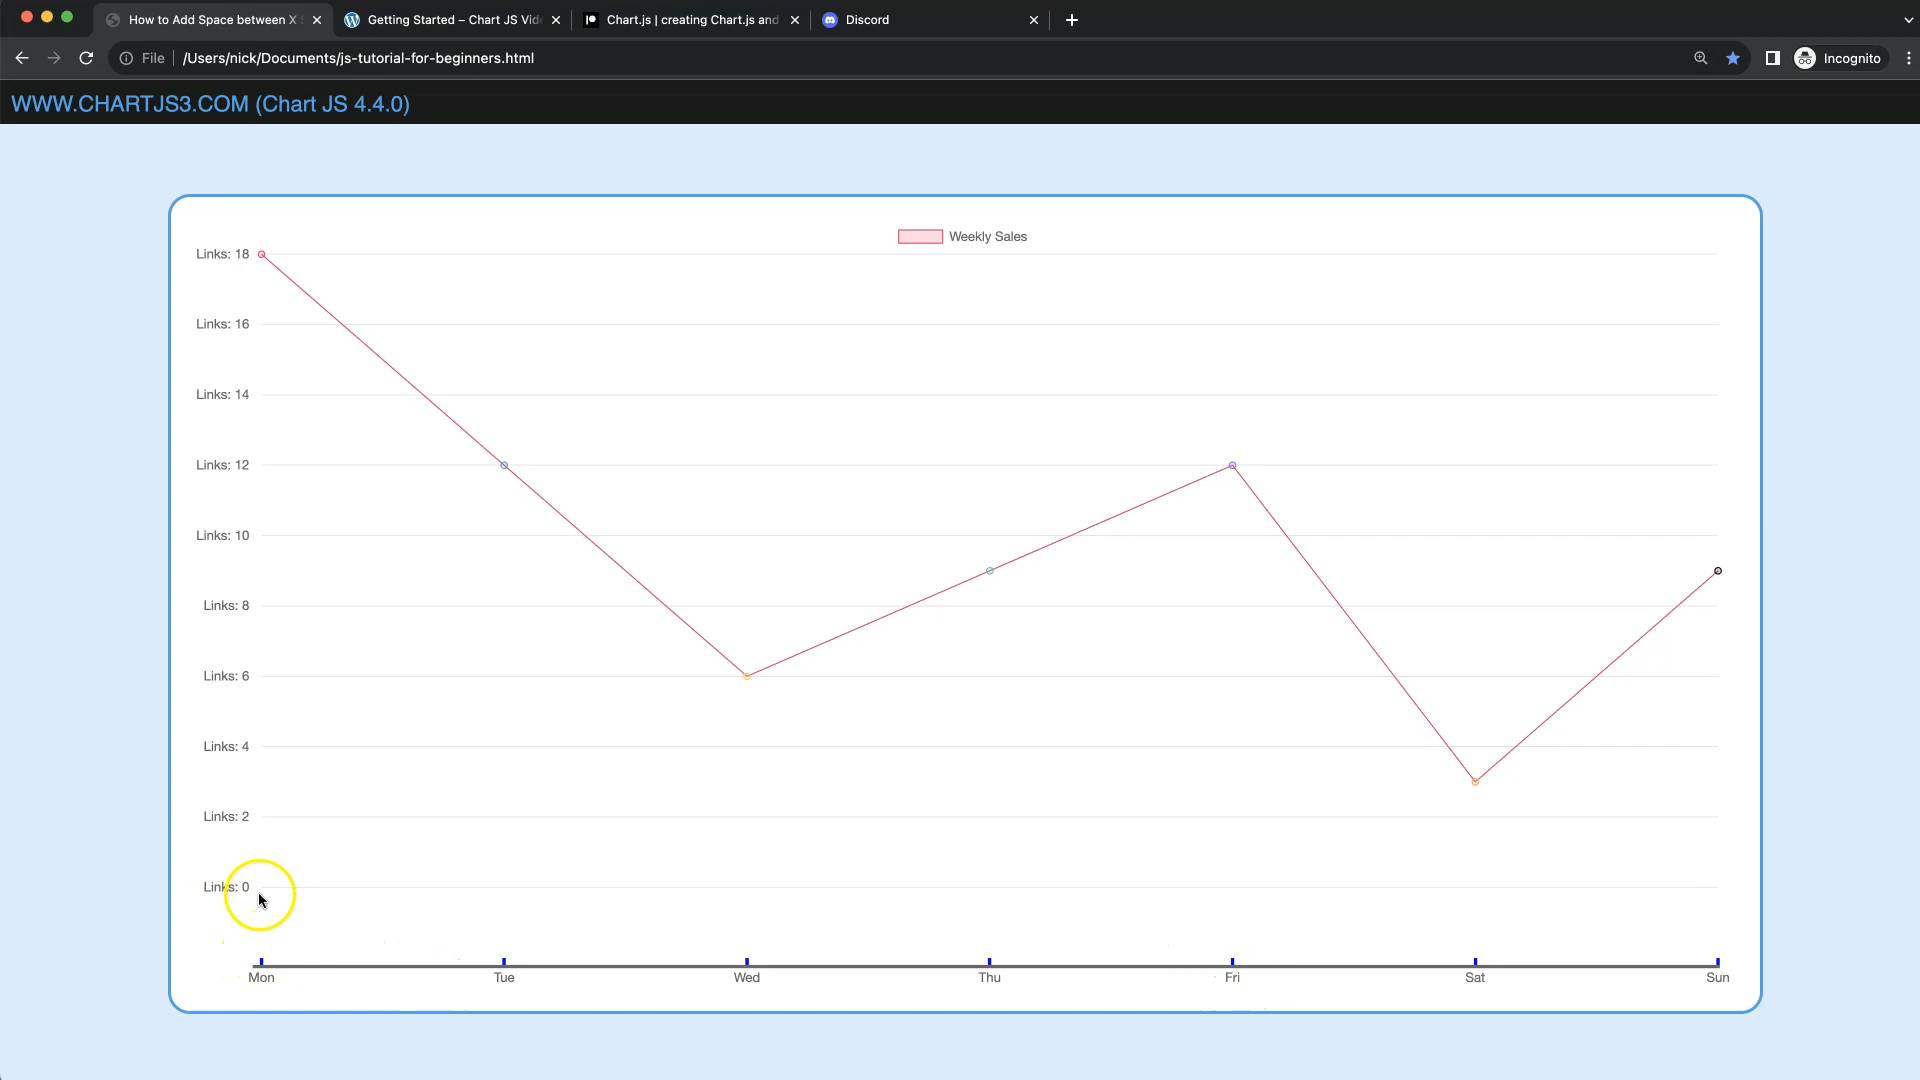 How to Add Space between X S
Getting Started – Chart JS Vid
Chart.js | creating Chart.js and
Discord
File
/Users/nick/Documents/js-tutorial-for-beginners.html
Incognito
WWW.CHARTJS3.COM (Chart JS 4.4.0)
Weekly Sales
Links: 18
Links: 16
Links: 14
Links: 12
Links: 10
Links: 8
Links: 6
Links: 4
Links: 2
Links: 0
Mon Tue Wed Thu Fri Sat Sun